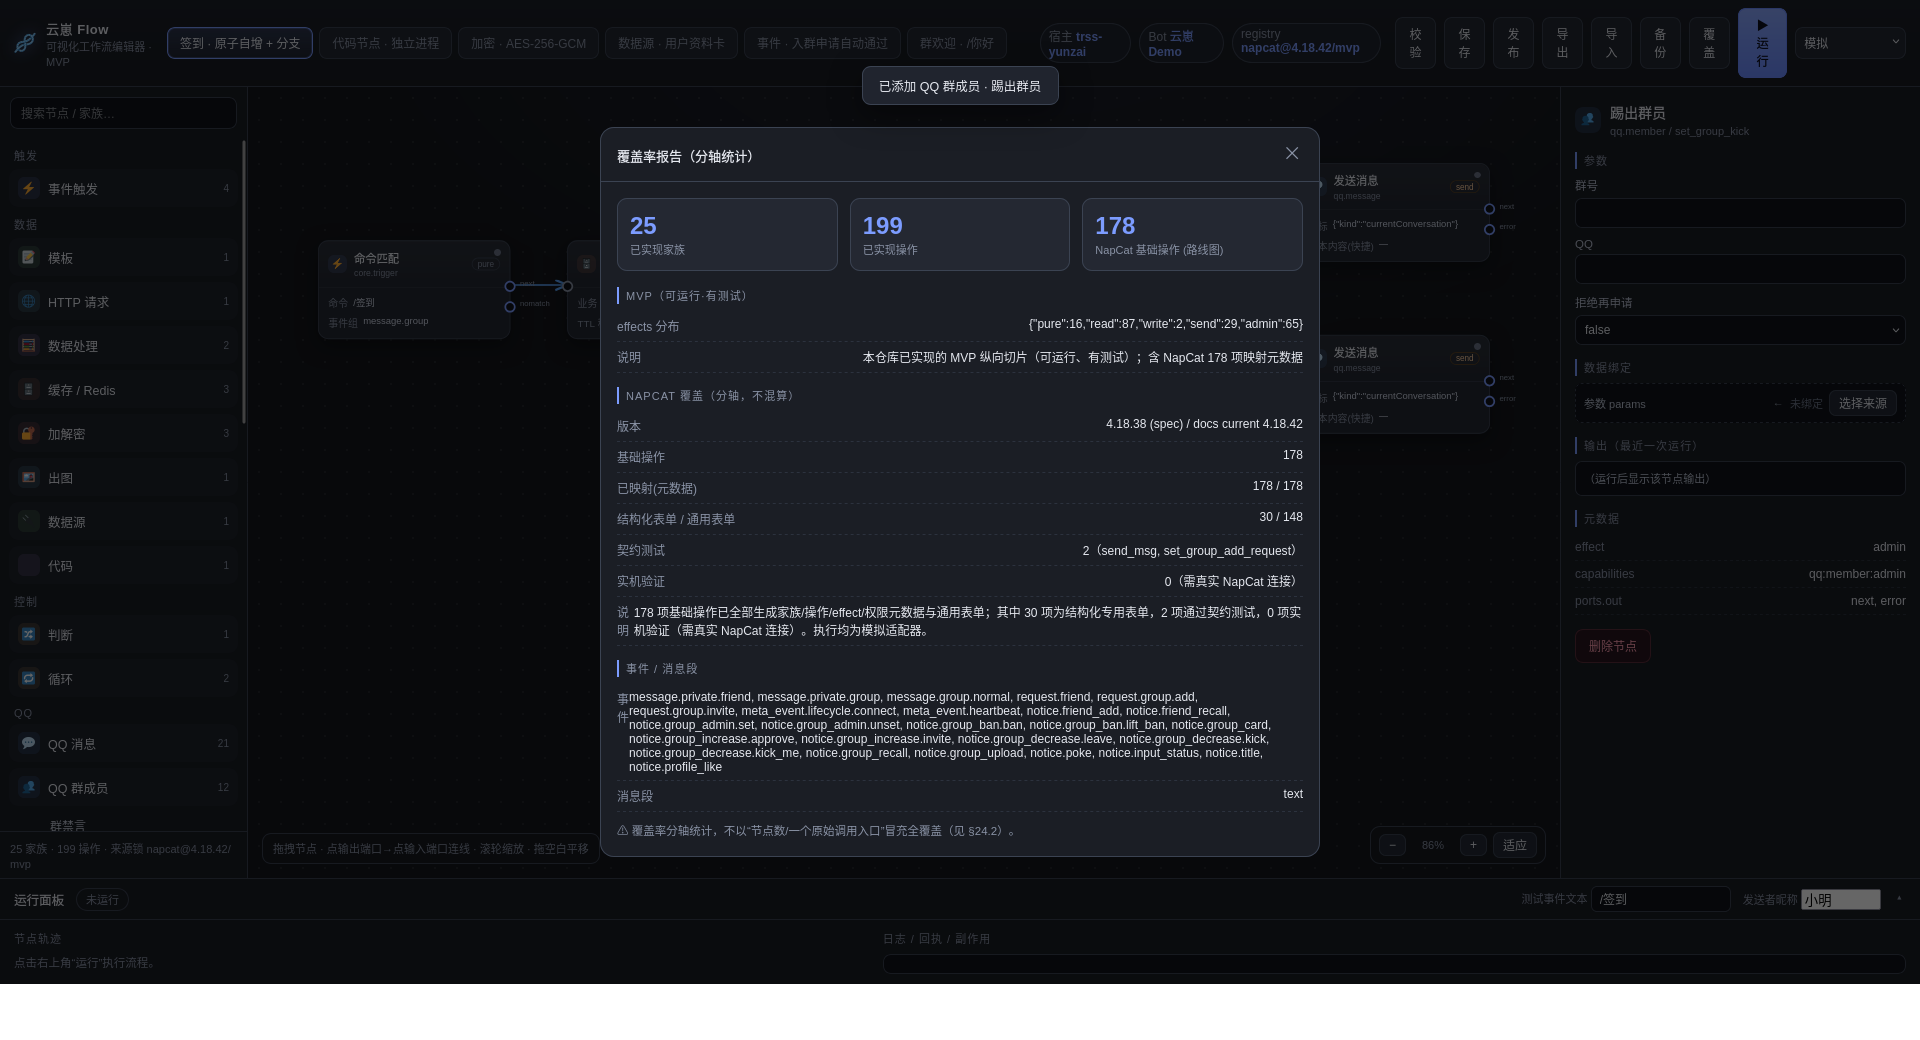 云崽 Flow
可视化工作流编辑器 ·
MVP
签到 · 原子自增 + 分支
代码节点 · 独立进程
加密 · AES-256-GCM
数据源 · 用户资料卡
事件 · 入群申请自动通过
群欢迎 · /你好
宿主 trss-
yunzai
Bot 云崽
Demo
registry
napcat@4.18.42/mvp
校验
保存
发布
导出
导入
备份
覆盖
▶ 运行
模拟
已添加 QQ 群成员 · 踢出群员
搜索节点 / 家族…
触发
事件触发 4
数据
模板 1
HTTP 请求 1
数据处理 2
缓存 / Redis 3
加解密 3
出图 1
数据源 1
代码 1
控制
判断 1
循环 2
QQ
QQ 消息 21
QQ 群成员 12
群禁言
25 家族 · 199 操作 · 来源锁 napcat@4.18.42/
mvp
命令匹配
core.trigger
pure
命令 /签到
事件组 message.group
next
nomatch
业务
TTL
覆盖率报告（分轴统计）
25
已实现家族
199
已实现操作
178
NapCat 基础操作 (路线图)
MVP（可运行·有测试）
effects 分布 {"pure":16,"read":87,"write":2,"send":29,"admin":65}
说明 本仓库已实现的 MVP 纵向切片（可运行、有测试）；含 NapCat 178 项映射元数据
NAPCAT 覆盖（分轴，不混算）
版本 4.18.38 (spec) / docs current 4.18.42
基础操作 178
已映射(元数据) 178 / 178
结构化表单 / 通用表单 30 / 148
契约测试 2（send_msg, set_group_add_request）
实机验证 0（需真实 NapCat 连接）
说明 178 项基础操作已全部生成家族/操作/effect/权限元数据与通用表单；其中 30 项为结构化专用表单，2 项通过契约测试，0 项实
机验证（需真实 NapCat 连接）。执行均为模拟适配器。
事件 / 消息段
事件 message.private.friend, message.private.group, message.group.normal, request.friend, request.group.add,
request.group.invite, meta_event.lifecycle.connect, meta_event.heartbeat, notice.friend_add, notice.friend_recall,
notice.group_admin.set, notice.group_admin.unset, notice.group_ban.ban, notice.group_ban.lift_ban, notice.group_card,
notice.group_increase.approve, notice.group_increase.invite, notice.group_decrease.leave, notice.group_decrease.kick,
notice.group_decrease.kick_me, notice.group_recall, notice.group_upload, notice.poke, notice.input_status, notice.title,
notice.profile_like
消息段 text
⚠ 覆盖率分轴统计，不以“节点数/一个原始调用入口”冒充全覆盖（见 §24.2）。
发送消息
qq.message
send
标 {"kind":"currentConversation"}
本内容(快捷) —
next
error
发送消息
qq.message
send
标 {"kind":"currentConversation"}
本内容(快捷) —
next
error
拖拽节点 · 点输出端口→点输入端口连线 · 滚轮缩放 · 拖空白平移
− 86% + 适应
踢出群员
qq.member / set_group_kick
参数
群号
QQ
拒绝再申请
false
数据绑定
参数 params ← 未绑定 选择来源
输出（最近一次运行）
（运行后显示该节点输出）
元数据
effect admin
capabilities qq:member:admin
ports.out next, error
删除节点
运行面板 未运行
测试事件文本 /签到
发送者昵称 小明
节点轨迹
点击右上角“运行”执行流程。
日志 / 回执 / 副作用